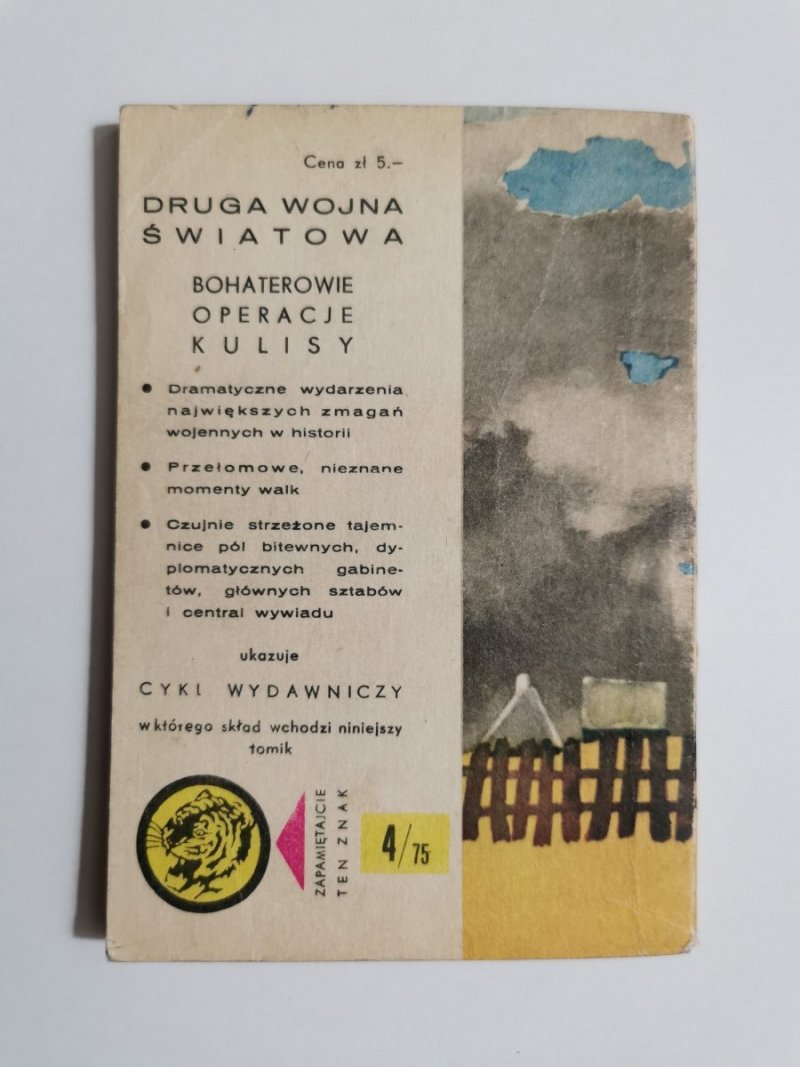 Cena zł 5.–
DRUGA WOJNA
ŚWIATOWA
BOHATEROWIE
OPERACJE
KULISY
● Dramatyczne wydarzenia
największych zmagań
wojennych w historii
● Przełomowe, nieznane
momenty walk
● Czujnie strzeżone tajem-
nice pól bitewnych, dy-
plomatycznych gabine-
tów, głównych sztabów
i central wywiadu
ukazuje
CYKL WYDAWNICZY
w którego skład wchodzi niniejszy
tomik
ZAPAMIĘTAJCIE
TEN ZNAK
4/75